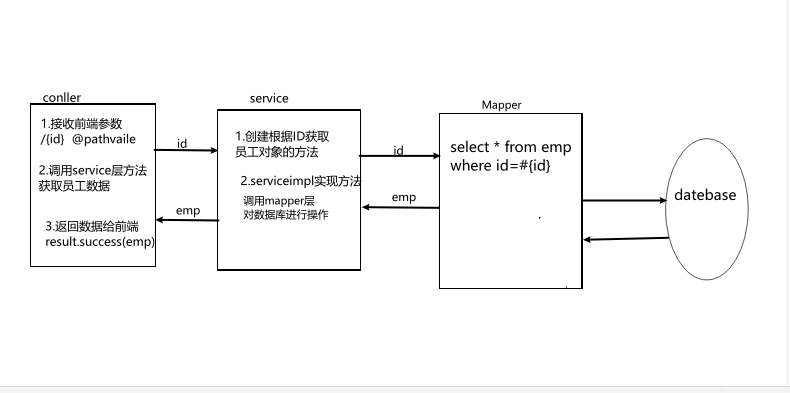 conller
1.接收前端参数
/{id} @pathvaile
2.调用service层方法
获取员工数据
3.返回数据给前端
result.success(emp)
id
emp
service
1.创建根据ID获取
员工对象的方法
2.serviceimpl实现方法
调用mapper层
对数据库进行操作
id
emp
Mapper
select * from emp
where id=#{id}
datebase